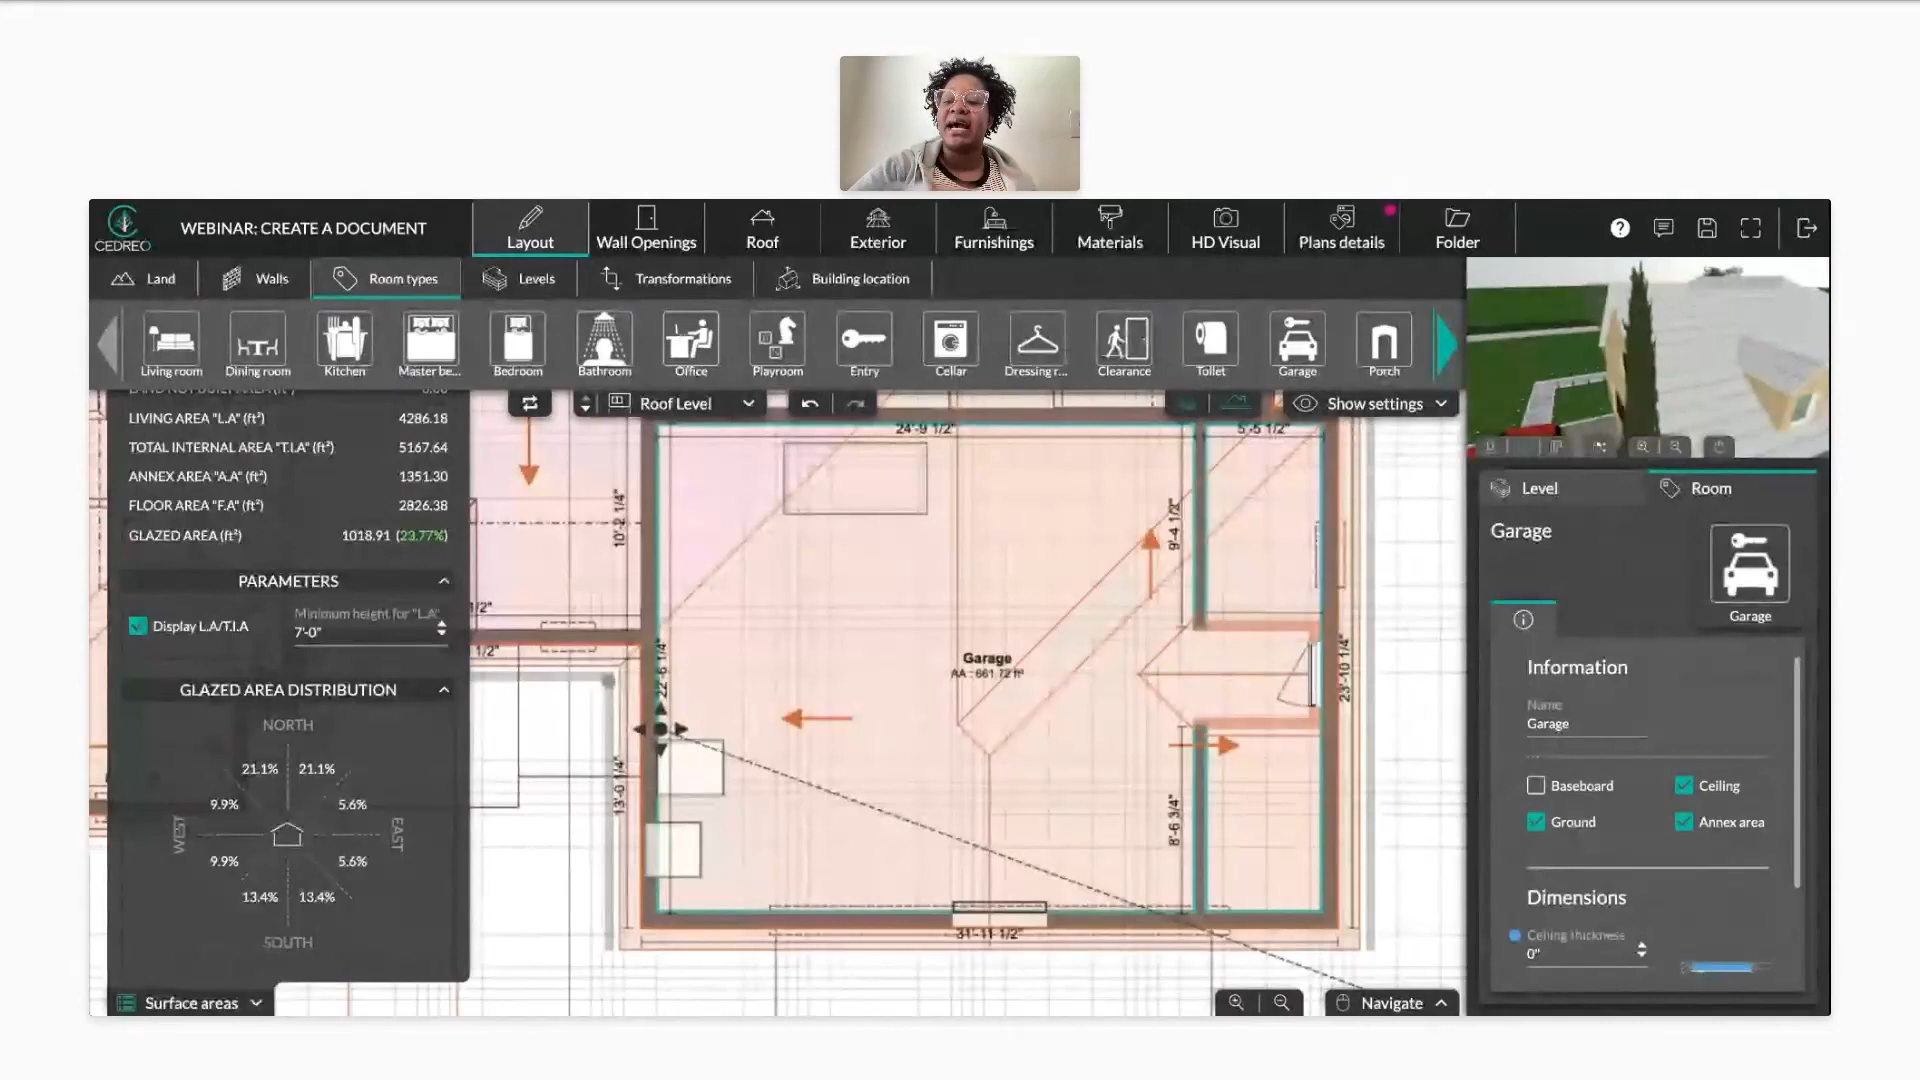 CEDREO
WEBINAR: CREATE A DOCUMENT
Layout
Wall Openings
Roof
Exterior
Furnishings
Materials
HD Visual
Plans details
Folder
Land
Walls
Room types
Levels
Transformations
Building location
Living room
Dining room
Kitchen
Master be...
Bedroom
Bathroom
Office
Playroom
Entry
Cellar
Dressing r...
Clearance
Toilet
Garage
Porch
Roof Level
Show settings
LIVING AREA "L.A" (ft²) 4286.18
TOTAL INTERNAL AREA "T.I.A" (ft²) 5167.64
ANNEX AREA "A.A" (ft²) 1351.30
FLOOR AREA "F.A" (ft²) 2826.38
GLAZED AREA (ft²) 1018.91 (23.77%)
PARAMETERS
Display L.A/T.I.A
Minimum height for "L.A"
7'-0"
GLAZED AREA DISTRIBUTION
NORTH
21.1% 21.1%
9.9% 5.6%
WEST
EAST
9.9% 5.6%
13.4% 13.4%
SOUTH
Surface areas
24'-9 1/2"
5'-5 1/2"
10'-2 1/4"
9'-4 1/2"
1/2"
1/2"
22'-6 1/4"
Garage
AA : 661.72 ft²
23'-10 1/4"
13'-0 1/4"
8'-6 3/4"
31'-11 1/2"
Navigate
Level
Room
Garage
Garage
Information
Name
Garage
Baseboard
Ceiling
Ground
Annex area
Dimensions
Ceiling thickness
0"